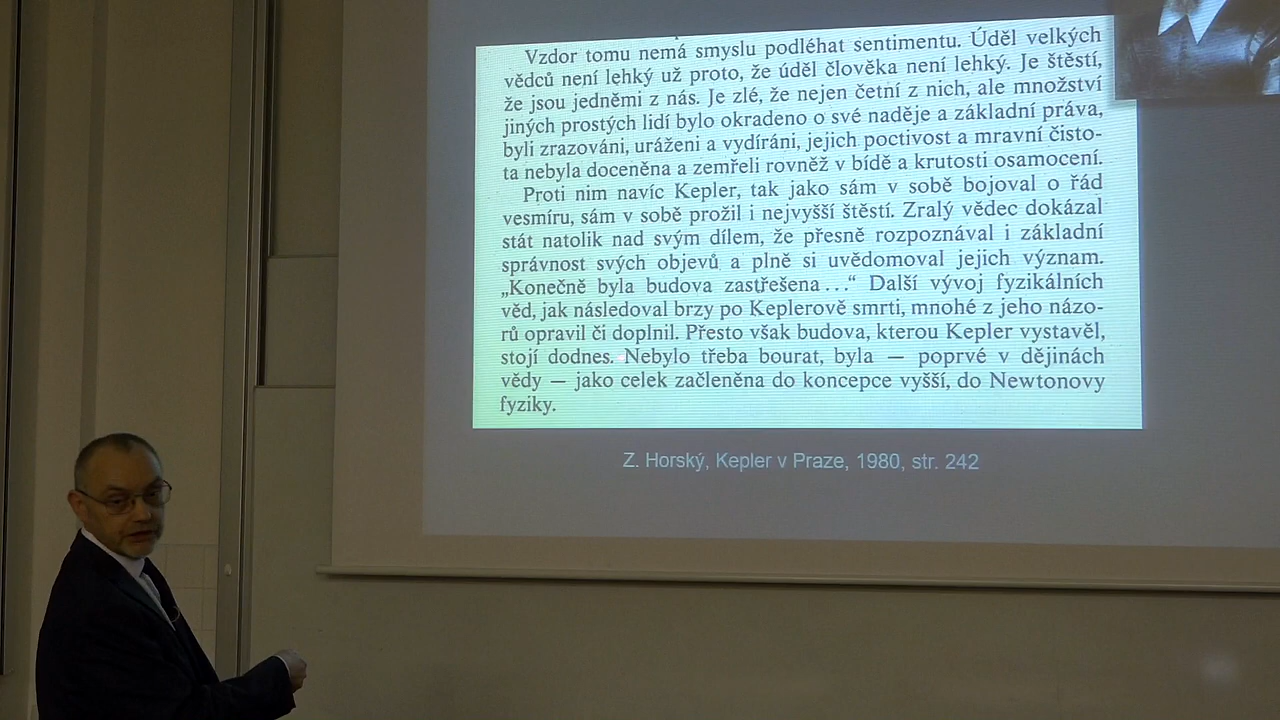 Vzdor tomu nemá smyslu podléhat sentimentu. Úděl velkých
vědců není lehký už proto, že úděl člověka není lehký. Je štěstí,
že jsou jedněmi z nás. Je zlé, že nejen četní z nich, ale množství
jiných prostých lidí bylo okradeno o své naděje a základní práva,
byli zrazováni, uráženi a vydíráni, jejich poctivost a mravní čisto-
ta nebyla doceněna a zemřeli rovněž v bídě a krutosti osamocení.
Proti nim navíc Kepler, tak jako sám v sobě bojoval o řád
vesmíru, sám v sobě prožil i nejvyšší štěstí. Zralý vědec dokázal
stát natolik nad svým dílem, že přesně rozpoznával i základní
správnost svých objevů a plně si uvědomoval jejich význam.
„Konečně byla budova zastřešena...“ Další vývoj fyzikálních
věd, jak následoval brzy po Keplerově smrti, mnohé z jeho názo-
rů opravil či doplnil. Přesto však budova, kterou Kepler vystavěl,
stojí dodnes. Nebylo třeba bourat, byla — poprvé v dějinách
vědy — jako celek začleněna do koncepce vyšší, do Newtonovy
fyziky.
Z. Horský, Kepler v Praze, 1980, str. 242